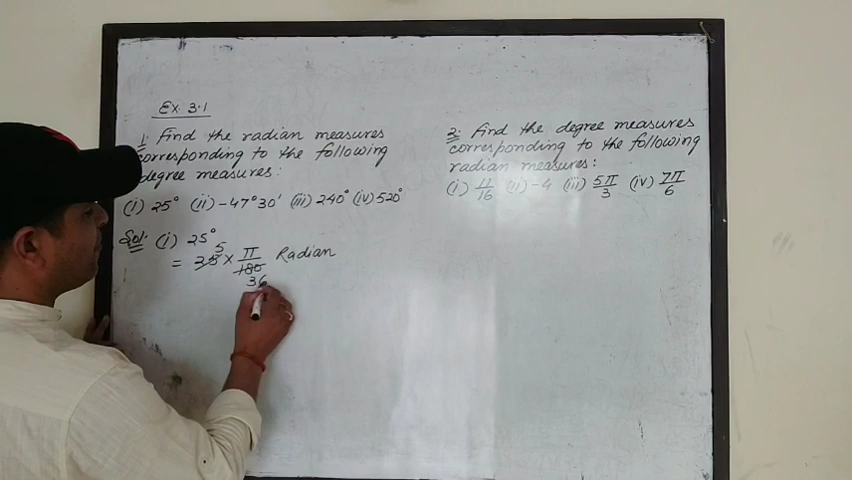 Ex. 3.1
1. Find the radian measures
corresponding to the following
degree measures:
(i) 25° (ii) -47°30' (iii) 240° (iv) 520°
Sol. (i) 25°
= 25 5 × π/180 36 Radian
2. Find the degree measures
corresponding to the following
radian measures:
(i) 11/16 (ii) -4 (iii) 5π/3 (iv) 7π/6